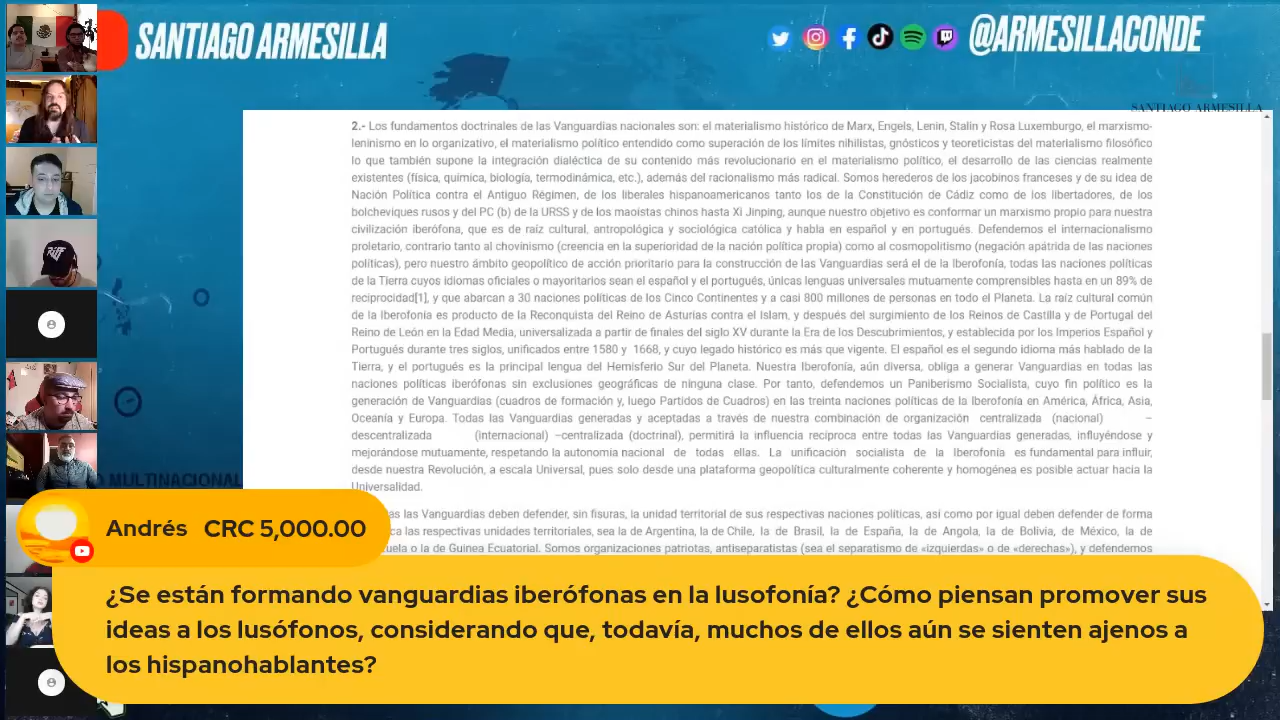 SANTIAGO ARMESILLA
@ARMESILLACONDE
SANTIAGO ARMESILLA
2.- Los fundamentos doctrinales de las Vanguardias nacionales son: el materialismo histórico de Marx, Engels, Lenin, Stalin y Rosa Luxemburgo, el marxismo-
leninismo en lo organizativo, el materialismo político entendido como superación de los límites nihilistas, gnósticos y teoreticistas del materialismo filosófico
lo que también supone la integración dialéctica de su contenido más revolucionario en el materialismo político, el desarrollo de las ciencias realmente
existentes (física, química, biología, termodinámica, etc.), además del racionalismo más radical. Somos herederos de los jacobinos franceses y de su idea de
Nación Política contra el Antiguo Régimen, de los liberales hispanoamericanos tanto los de la Constitución de Cádiz como de los libertadores, de los
bolcheviques rusos y del PC (b) de la URSS y de los maoístas chinos hasta Xi Jinping, aunque nuestro objetivo es conformar un marxismo propio para nuestra
civilización iberófona, que es de raíz cultural, antropológica y sociológica católica y habla en español y en portugués. Defendemos el internacionalismo
proletario, contrario tanto al chovinismo (creencia en la superioridad de la nación política propia) como al cosmopolitismo (negación apátrida de las naciones
políticas), pero nuestro ámbito geopolítico de acción prioritario para la construcción de las Vanguardias será el de la Iberofonía, todas las naciones políticas
de la Tierra cuyos idiomas oficiales o mayoritarios sean el español y el portugués, únicas lenguas universales mutuamente comprensibles hasta en un 89% de
reciprocidad[1], y que abarcan a 30 naciones políticas de los Cinco Continentes y a casi 800 millones de personas en todo el Planeta. La raíz cultural común
de la Iberofonía es producto de la Reconquista del Reino de Asturias contra el Islam, y después del surgimiento de los Reinos de Castilla y de Portugal del
Reino de León en la Edad Media, universalizada a partir de finales del siglo XV durante la Era de los Descubrimientos, y establecida por los Imperios Español y
Portugués durante tres siglos, unificados entre 1580 y 1668, y cuyo legado histórico es más que vigente. El español es el segundo idioma más hablado de la
Tierra, y el portugués es la principal lengua del Hemisferio Sur del Planeta. Nuestra Iberofonía, aún diversa, obliga a generar Vanguardias en todas las
naciones políticas iberófonas sin exclusiones geográficas de ninguna clase. Por tanto, defendemos un Paniberismo Socialista, cuyo fin político es la
generación de Vanguardias (cuadros de formación y, luego Partidos de Cuadros) en las treinta naciones políticas de la Iberofonía en América, África, Asia,
Oceanía y Europa. Todas las Vanguardias generadas y aceptadas a través de nuestra combinación de organización centralizada (nacional) –
descentralizada (internacional) –centralizada (doctrinal), permitirá la influencia recíproca entre todas las Vanguardias generadas, influyéndose y
mejorándose mutuamente, respetando la autonomía nacional de todas ellas. La unificación socialista de la Iberofonía es fundamental para influir,
desde nuestra Revolución, a escala Universal, pues solo desde una plataforma geopolítica culturalmente coherente y homogénea es posible actuar hacia la
Universalidad.
MULTINACIONAL
as las Vanguardias deben defender, sin fisuras, la unidad territorial de sus respectivas naciones políticas, así como por igual deben defender de forma
ca las respectivas unidades territoriales, sea la de Argentina, la de Chile, la de Brasil, la de España, la de Angola, la de Bolivia, de México, la de
uela o la de Guinea Ecuatorial. Somos organizaciones patriotas, antiseparatistas (sea el separatismo de «izquierdas» o de «derechas»), y defendemos
Andrés CRC 5,000.00
¿Se están formando vanguardias iberófonas en la lusofonía? ¿Cómo piensan promover sus
ideas a los lusófonos, considerando que, todavía, muchos de ellos aún se sienten ajenos a
los hispanohablantes?